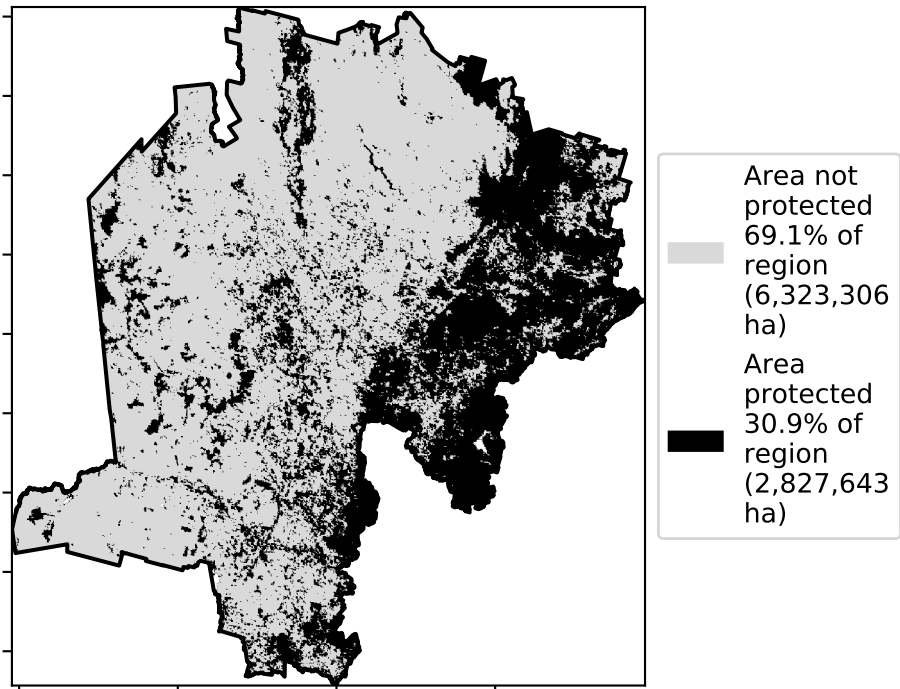 Area not
protected
69.1% of
region
(6,323,306
ha)
Area
protected
30.9% of
region
(2,827,643
ha)